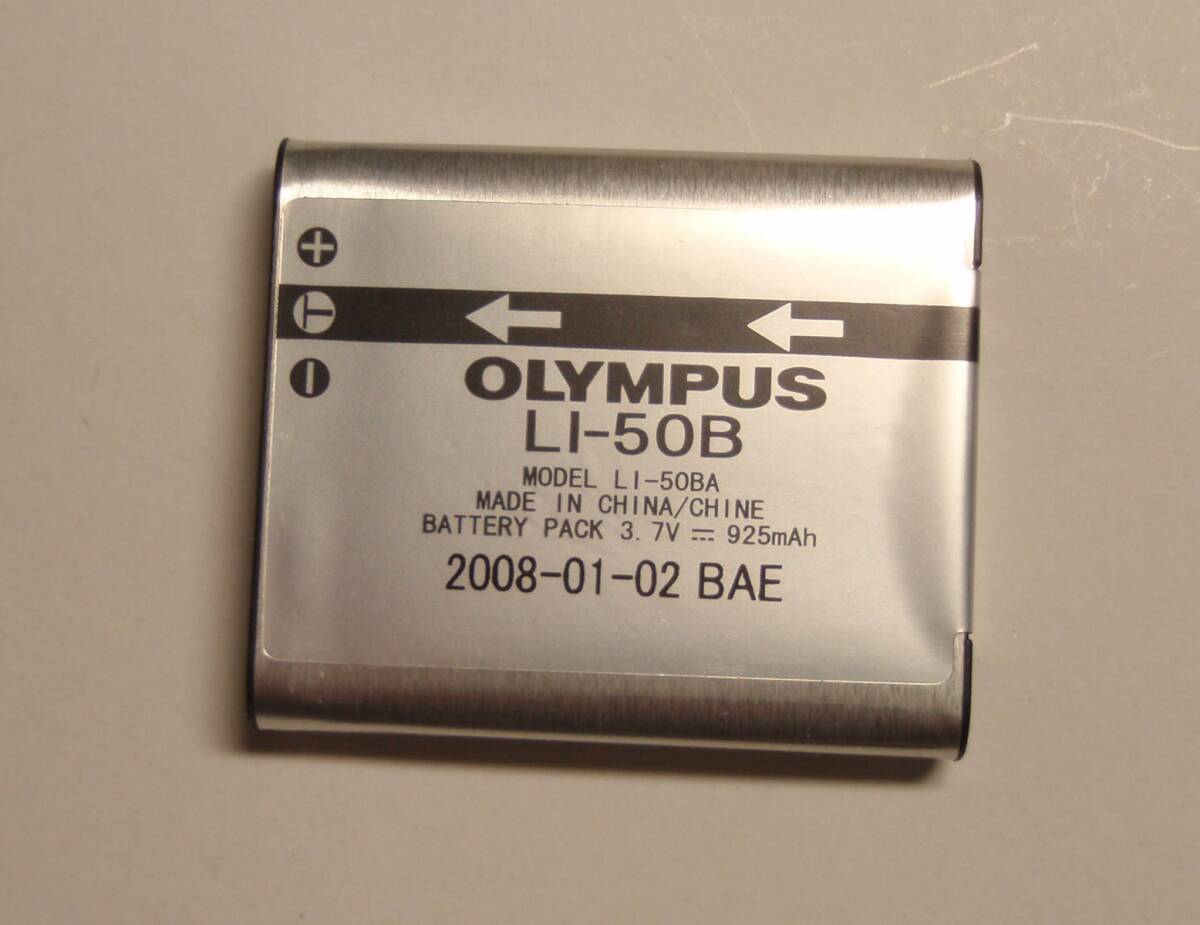 +
T
−
OLYMPUS
LI-50B
MODEL LI-50BA
MADE IN CHINA/CHINE
BATTERY PACK 3.7V ⎓ 925mAh
2008-01-02 BAE